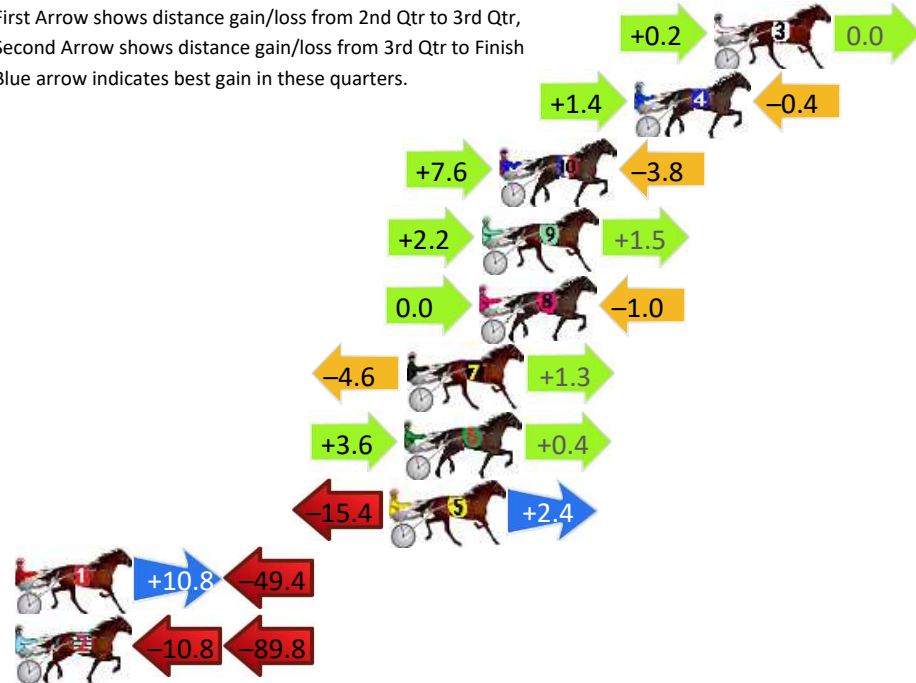 First Arrow shows distance gain/loss from 2nd Qtr to 3rd Qtr,
Second Arrow shows distance gain/loss from 3rd Qtr to Finish
Blue arrow indicates best gain in these quarters.
+0.2 3 0.0
+1.4 4 –0.4
+7.6 10 –3.8
+2.2 9 +1.5
0.0 8 –1.0
–4.6 7 +1.3
+3.6 6 +0.4
–15.4 5 +2.4
1 +10.8 –49.4
2 –10.8 –89.8